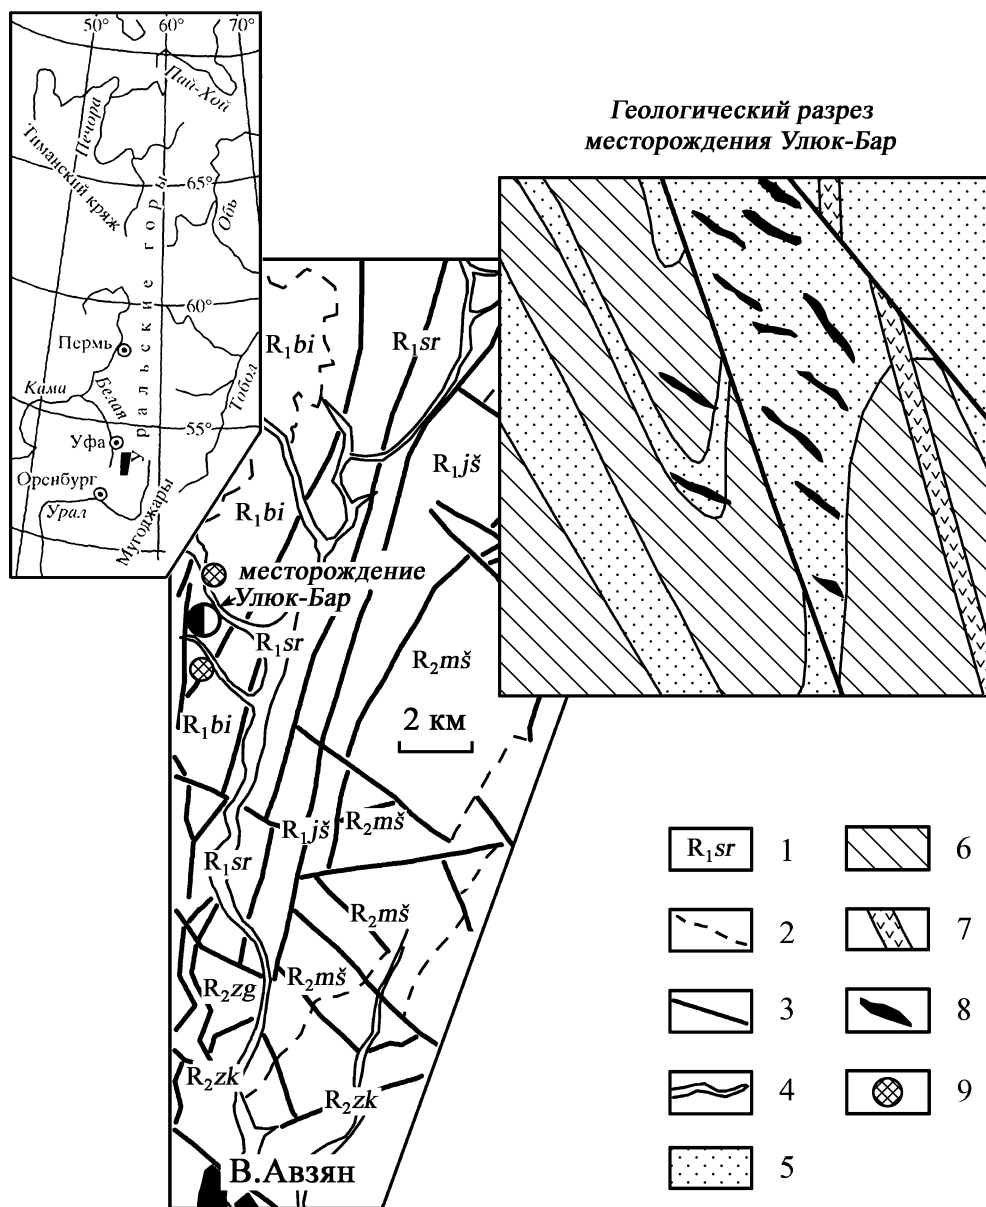 50° 60° 70°
Пай-Хой
Печора
Тиманский кряж
65°
Обь
Уральские горы
60°
Пермь
Кама
Белая
Тобол
55°
Уфа
Оренбург
Урал
Мугоджары
Геологический разрез
месторождения Улюк-Бар
R₁bi
R₁sr
R₁jš
R₁bi
месторождение
Улюк-Бар
R₁sr
R₂mš
R₁bi
2 км
R₁jš
R₂mš
R₁sr
R₂mš
R₂zg
R₂mš
R₂zk
R₂zk
В.Авзян
R₁sr 1
2
3
4
5
6
7
8
9